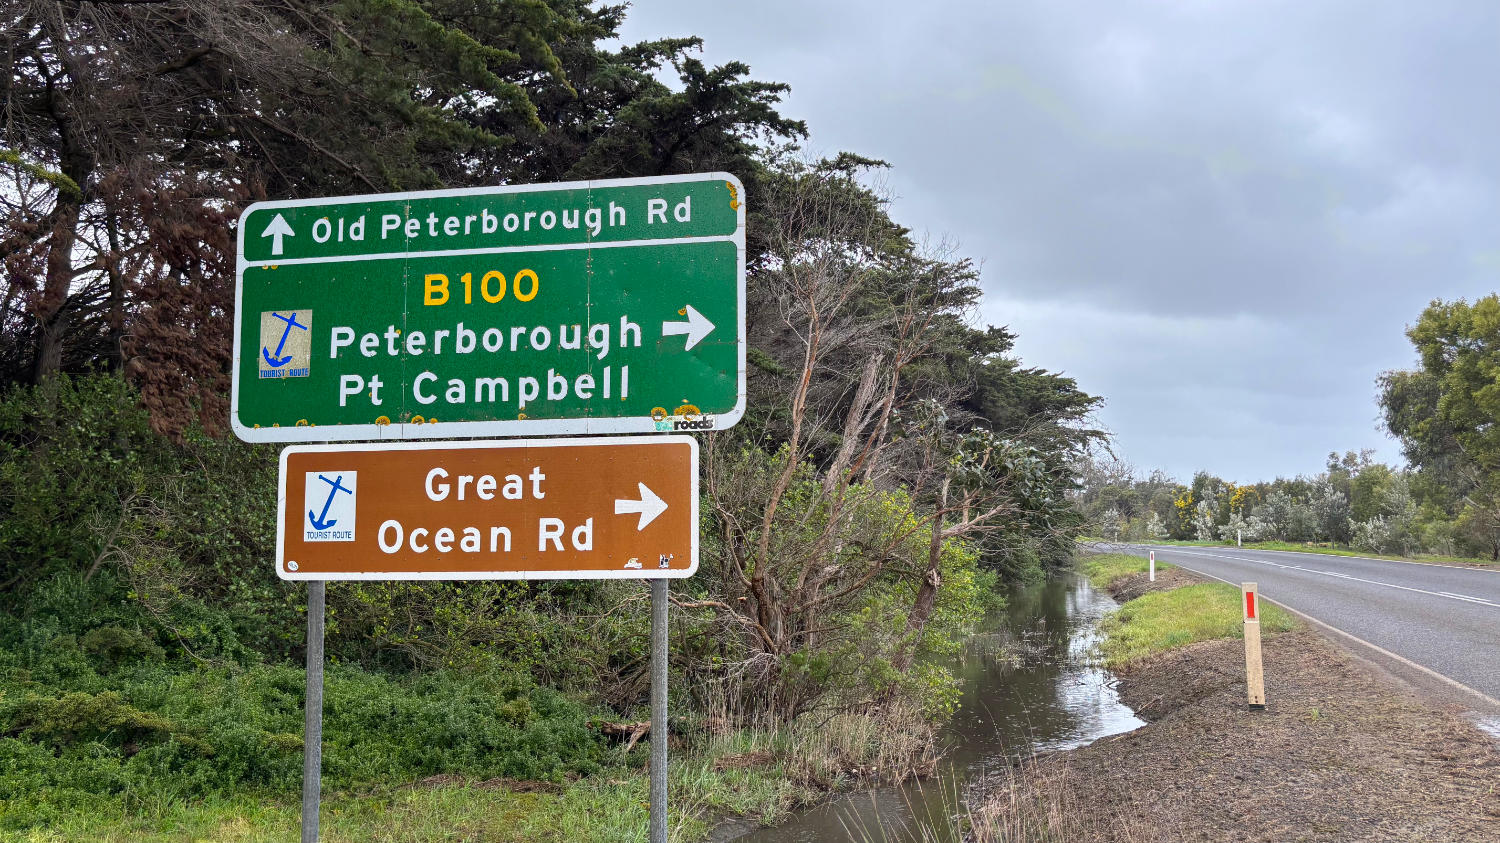 Old Peterborough Rd
B100
Peterborough
Pt Campbell
TOURIST ROUTE
roads
Great
Ocean Rd
TOURIST ROUTE